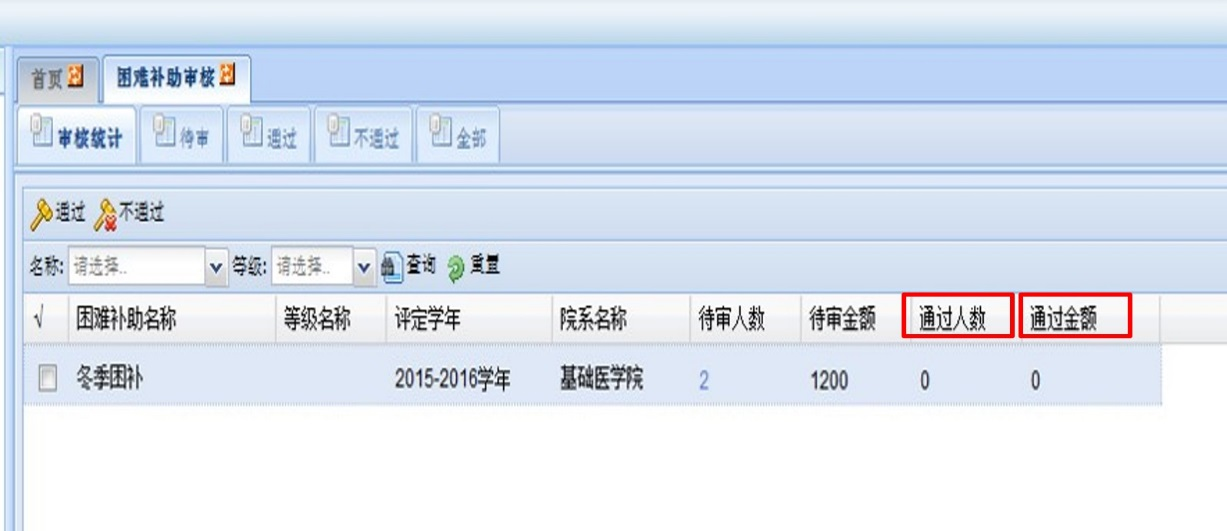 首页 困难补助审核
审核统计 待审 通过 不通过 全部
通过 不通过
名称: 请选择.. 等级: 请选择.. 查询 重置
√ 困难补助名称 等级名称 评定学年 院系名称 待审人数 待审金额 通过人数 通过金额
冬季困补 2015-2016学年 基础医学院 2 1200 0 0